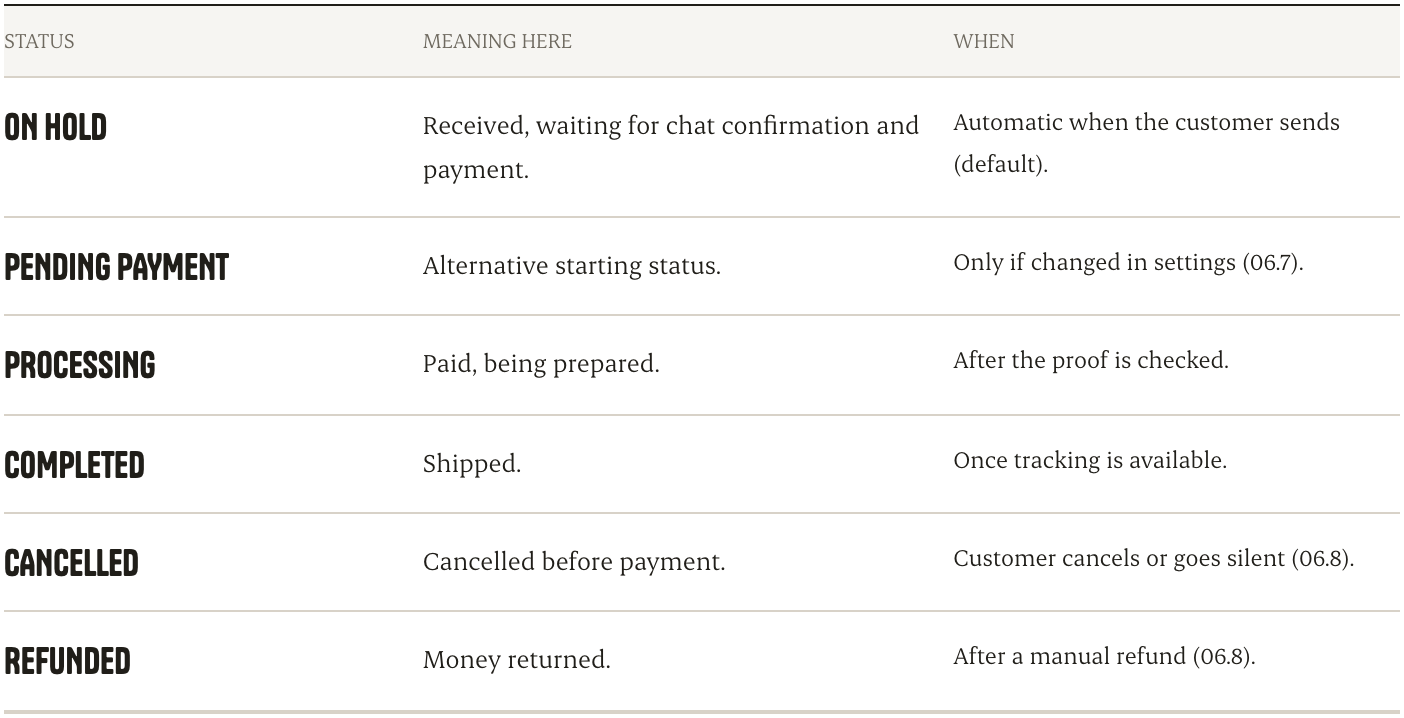 STATUS MEANING HERE WHEN
ON HOLD Received, waiting for chat confirmation and Automatic when the customer sends
payment. (default).
PENDING PAYMENT Alternative starting status. Only if changed in settings (06.7).
PROCESSING Paid, being prepared. After the proof is checked.
COMPLETED Shipped. Once tracking is available.
CANCELLED Cancelled before payment. Customer cancels or goes silent (06.8).
REFUNDED Money returned. After a manual refund (06.8).